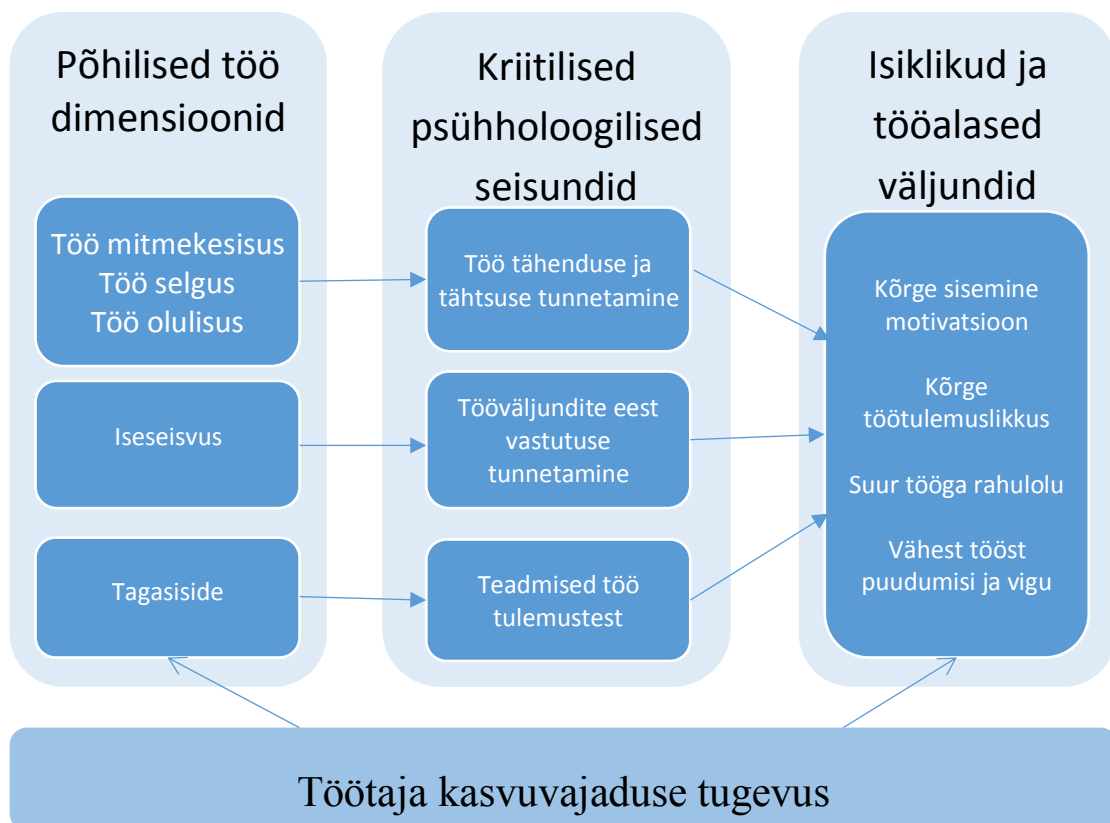 Põhilised töö
dimensioonid
Töö mitmekesisus
Töö selgus
Töö olulisus
Iseseisvus
Tagasiside
Kriitilised
psühholoogilised
seisundid
Töö tähenduse ja
tähtsuse tunnetamine
Tööväljundite eest
vastutuse
tunnetamine
Teadmised töö
tulemustest
Isiklikud ja
tööalased
väljundid
Kõrge sisemine
motivatsioon
Kõrge
töötulemuslikkus
Suur tööga rahulolu
Vähest tööst
puudumisi ja vigu
Töötaja kasvuvajaduse tugevus